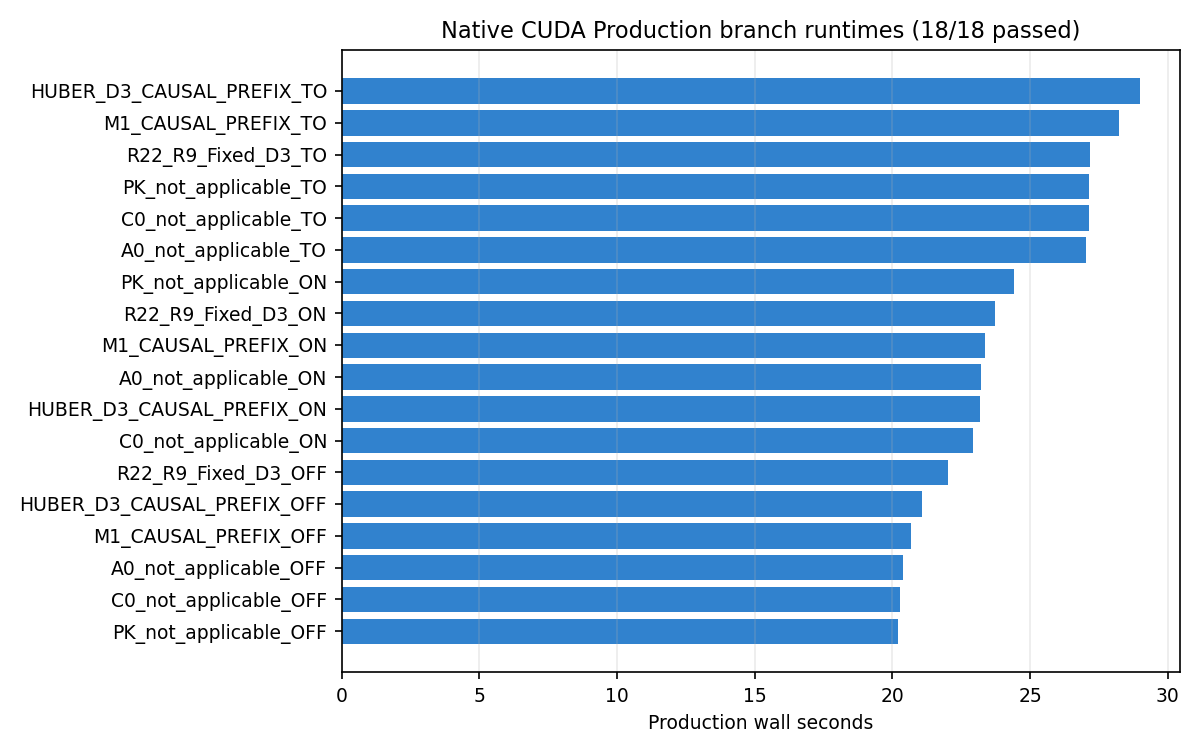 Native CUDA Production branch runtimes (18/18 passed)
HUBER_D3_CAUSAL_PREFIX_TO
M1_CAUSAL_PREFIX_TO
R22_R9_Fixed_D3_TO
PK_not_applicable_TO
C0_not_applicable_TO
A0_not_applicable_TO
PK_not_applicable_ON
R22_R9_Fixed_D3_ON
M1_CAUSAL_PREFIX_ON
A0_not_applicable_ON
HUBER_D3_CAUSAL_PREFIX_ON
C0_not_applicable_ON
R22_R9_Fixed_D3_OFF
HUBER_D3_CAUSAL_PREFIX_OFF
M1_CAUSAL_PREFIX_OFF
A0_not_applicable_OFF
C0_not_applicable_OFF
PK_not_applicable_OFF
0 5 10 15 20 25 30
Production wall seconds